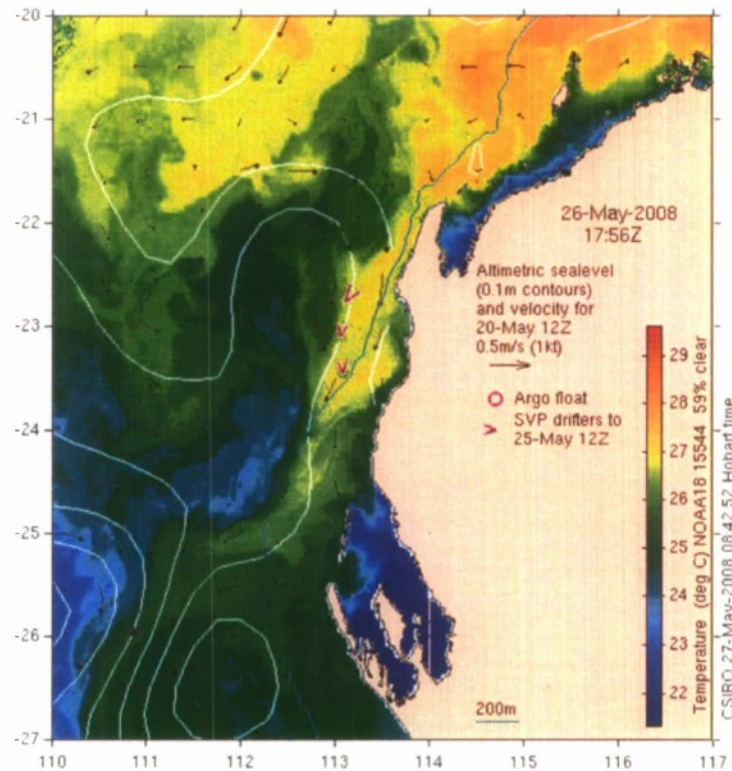 -20
-21
-22
-23
-24
-25
-26
-27
110 111 112 113 114 115 116 117
26-May-2008
17:56Z
Altimetric sealevel
(0.1m contours)
and velocity for
20-May 12Z
0.5m/s (1kt)
Argo float
SVP drifters to
25-May 12Z
200m
29
28
27
26
25
24
23
22
Temperature (deg C) NOAA18 15544 59% clear
CSIRO 27-May-2008 08:42:52 Hobart time